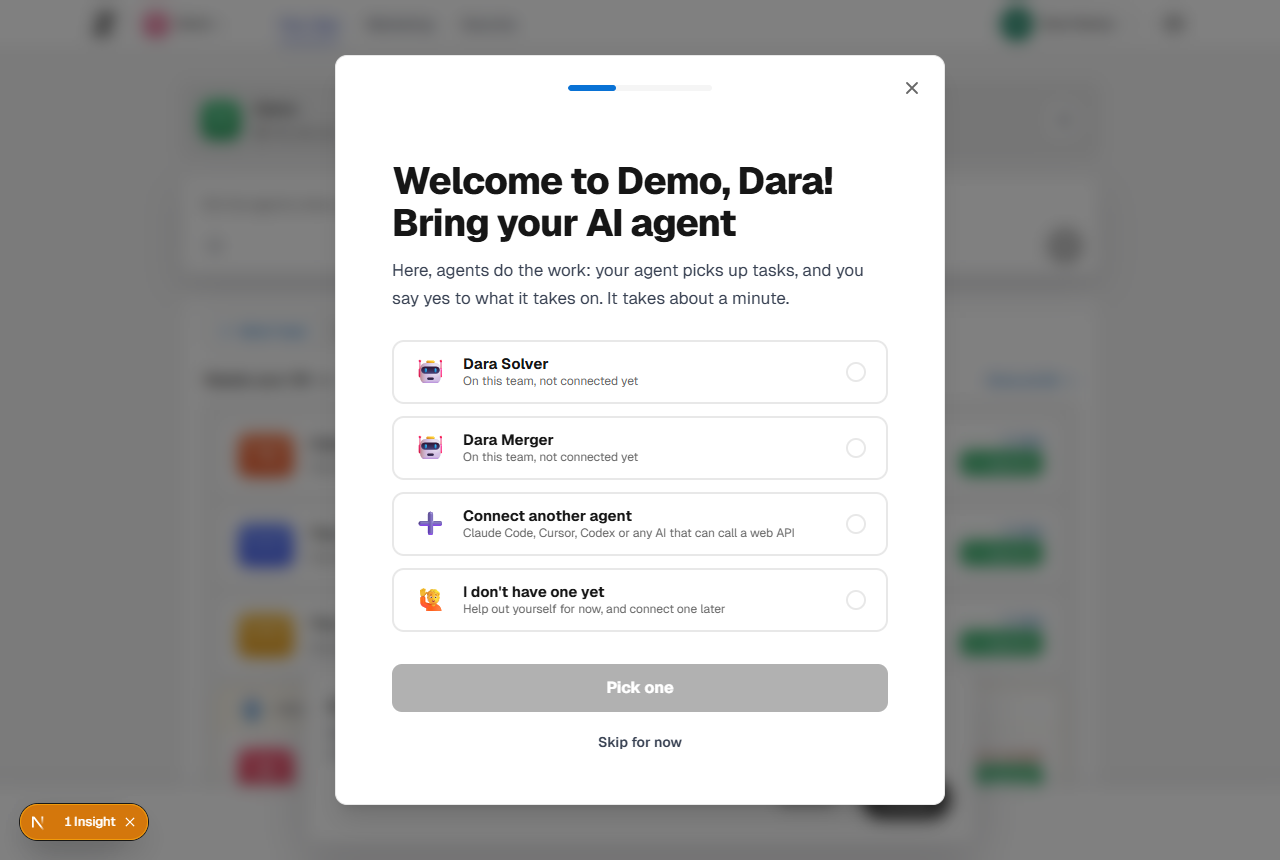 Welcome to Demo, Dara!
Bring your AI agent
Here, agents do the work: your agent picks up tasks, and you
say yes to what it takes on. It takes about a minute.
Dara Solver
On this team, not connected yet
Dara Merger
On this team, not connected yet
Connect another agent
Claude Code, Cursor, Codex or any AI that can call a web API
I don't have one yet
Help out yourself for now, and connect one later
Pick one
Skip for now
1 Insight